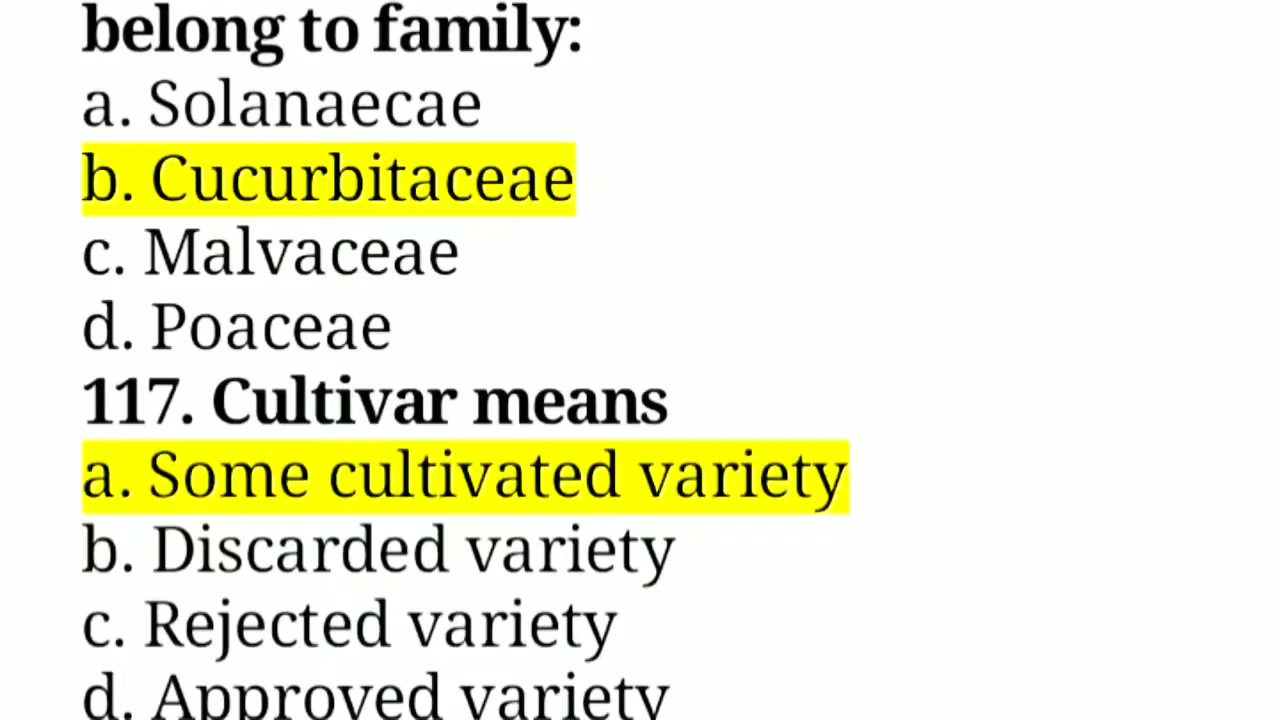 belong to family:
a. Solanaecae
b. Cucurbitaceae
c. Malvaceae
d. Poaceae
117. Cultivar means
a. Some cultivated variety
b. Discarded variety
c. Rejected variety
d. Approved variety